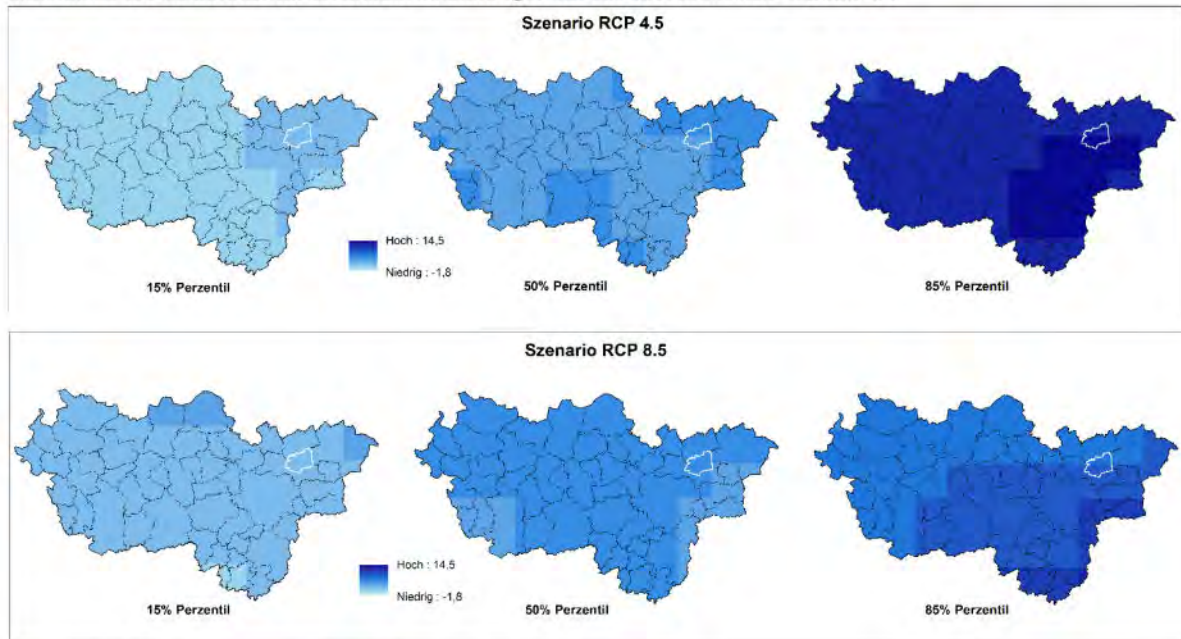 Szenario RCP 4.5
Hoch : 14,5
Niedrig : -1,8
15% Perzentil
50% Perzentil
85% Perzentil
Szenario RCP 8.5
Hoch : 14,5
Niedrig : -1,8
15% Perzentil
50% Perzentil
85% Perzentil